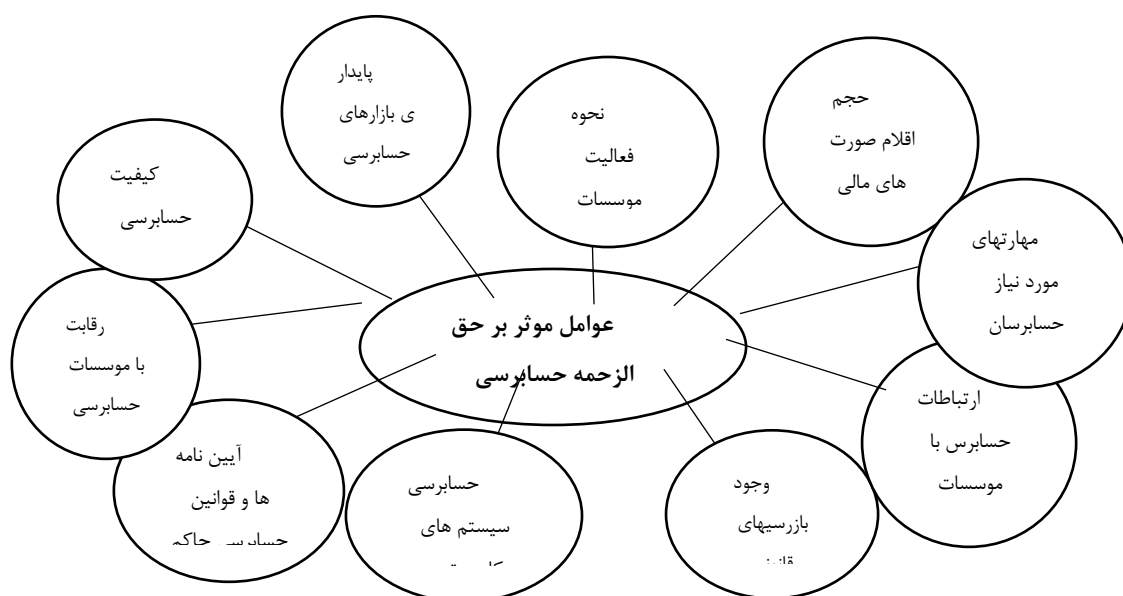 عوامل موثر بر حق
الزحمه حسابرسی
حجم
اقلام صورت
های مالی
نحوه
فعالیت
موسسات
پایدار
ی بازارهای
حسابرسی
کیفیت
حسابرسی
رقابت
با موسسات
حسابرسی
آیین نامه
ها و قوانین
حسابرسی حاکم
حسابرسی
سیستم های
وجود
بازرسیهای
ارتباطات
حسابرس با
موسسات
مهارتهای
مورد نیاز
حسابرسان